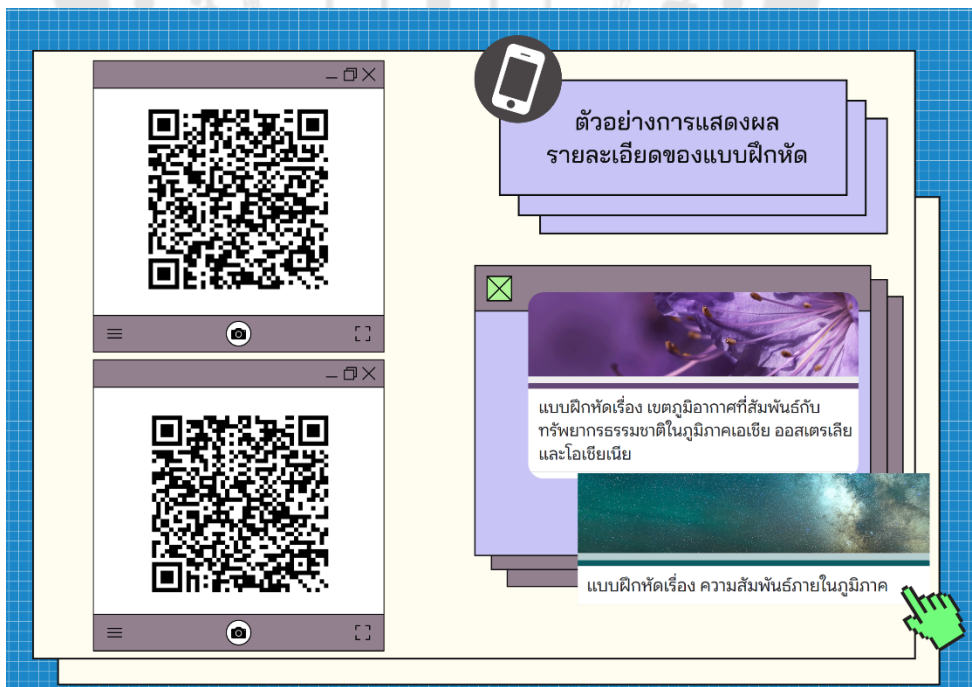 ตัวอย่างการแสดงผล
รายละเอียดของแบบฝึกหัด
แบบฝึกหัดเรื่อง เขตภูมิอากาศที่สัมพันธ์กับ
ทรัพยากรธรรมชาติในภูมิภาคเอเชีย ออสเตรเลีย
และโอเชียเนีย
แบบฝึกหัดเรื่อง ความสัมพันธ์ภายในภูมิภาค